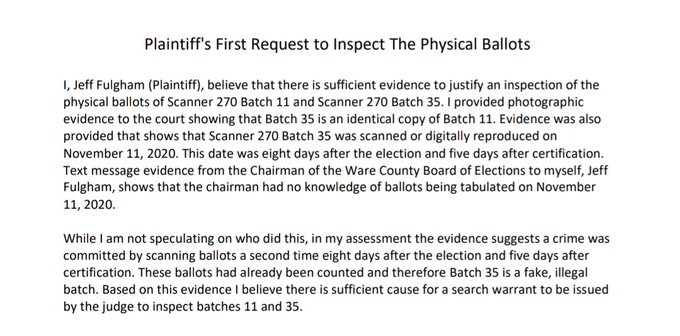 Plaintiff's First Request to Inspect The Physical Ballots
I, Jeff Fulgham (Plaintiff), believe that there is sufficient evidence to justify an inspection of the
physical ballots of Scanner 270 Batch 11 and Scanner 270 Batch 35. I provided photographic
evidence to the court showing that Batch 35 is an identical copy of Batch 11. Evidence was also
provided that shows that Scanner 270 Batch 35 was scanned or digitally reproduced on
November 11, 2020. This date was eight days after the election and five days after certification.
Text message evidence from the Chairman of the Ware County Board of Elections to myself, Jeff
Fulgham, shows that the chairman had no knowledge of ballots being tabulated on November
11, 2020.
While I am not speculating on who did this, in my assessment the evidence suggests a crime was
committed by scanning ballots a second time eight days after the election and five days after
certification. These ballots had already been counted and therefore Batch 35 is a fake, illegal
batch. Based on this evidence I believe there is sufficient cause for a search warrant to be issued
by the judge to inspect batches 11 and 35.